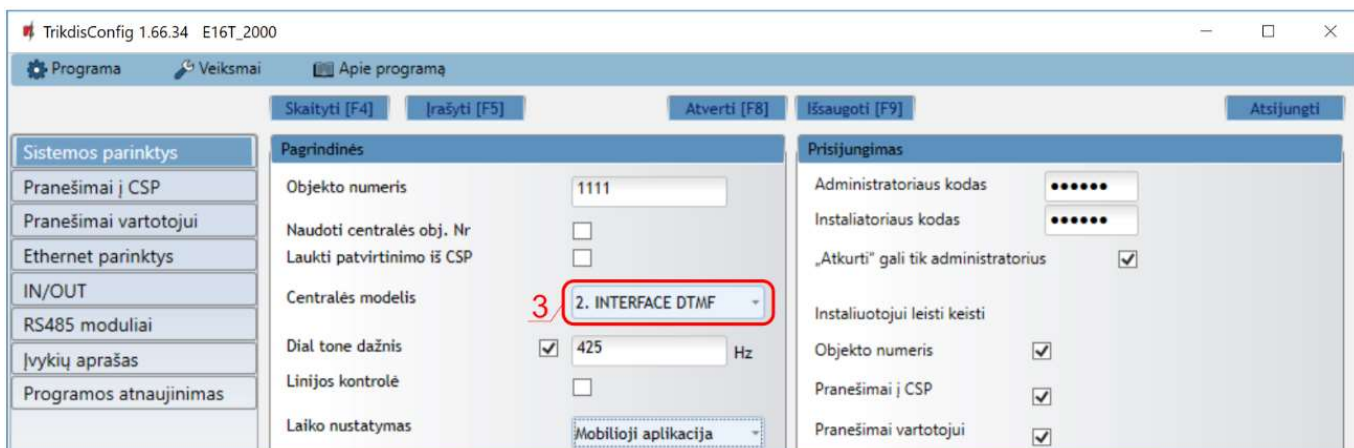 TrikdisConfig 1.66.34 E16T_2000
Programa Veiksmai Apie programą
Skaityti [F4] Įrašyti [F5] Atverti [F8] Išsaugoti [F9] Atsijungti
Sistemos parinktys
Pranešimai į CSP
Pranešimai vartotojui
Ethernet parinktys
IN/OUT
RS485 moduliai
Įvykių aprašas
Programos atnaujinimas
Pagrindinės
Objekto numeris 1111
Naudoti centralės obj. Nr
Laukti patvirtinimo iš CSP
Centralės modelis 3 2. INTERFACE DTMF
Dial tone dažnis 425 Hz
Linijos kontrolė
Laiko nustatymas Mobilioji aplikacija
Prisijungimas
Administratoriaus kodas ●●●●●●
Instaliatoriaus kodas ●●●●●●
„Atkurti“ gali tik administratorius
Instaliuotojui leisti keisti
Objekto numeris
Pranešimai į CSP
Pranešimai vartotojui